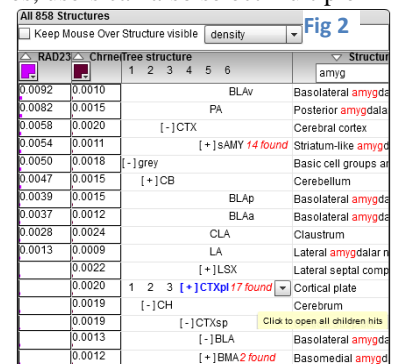 All 858 Structures
Keep Mouse Over Structure visible density Fig 2
RAD23 Chrne Tree structure Structur
1 2 3 4 5 6 amyg
0.0092 0.0010 BLAv Basolateral amygda
0.0082 0.0015 PA Posterior amygdala
0.0058 0.0020 [-]CTX Cerebral cortex
0.0054 0.0011 [+]sAMY 14 found Striatum-like amygd
0.0050 0.0018 [-]grey Basic cell groups ar
0.0047 0.0015 [+]CB Cerebellum
0.0039 0.0015 BLAp Basolateral amygda
0.0037 0.0012 BLAa Basolateral amygda
0.0028 0.0024 CLA Claustrum
0.0013 0.0009 LA Lateral amygdalar n
0.0022 [+]LSX Lateral septal comp
0.0020 1 2 3 [+]CTXpl 17 found Cortical plate
0.0019 [-]CH Cerebrum
0.0019 [-]CTXsp Click to open all children hits
0.0013 [-]BLA Basolateral amygda
0.0012 [+]BMA 2 found Basomedial amygd